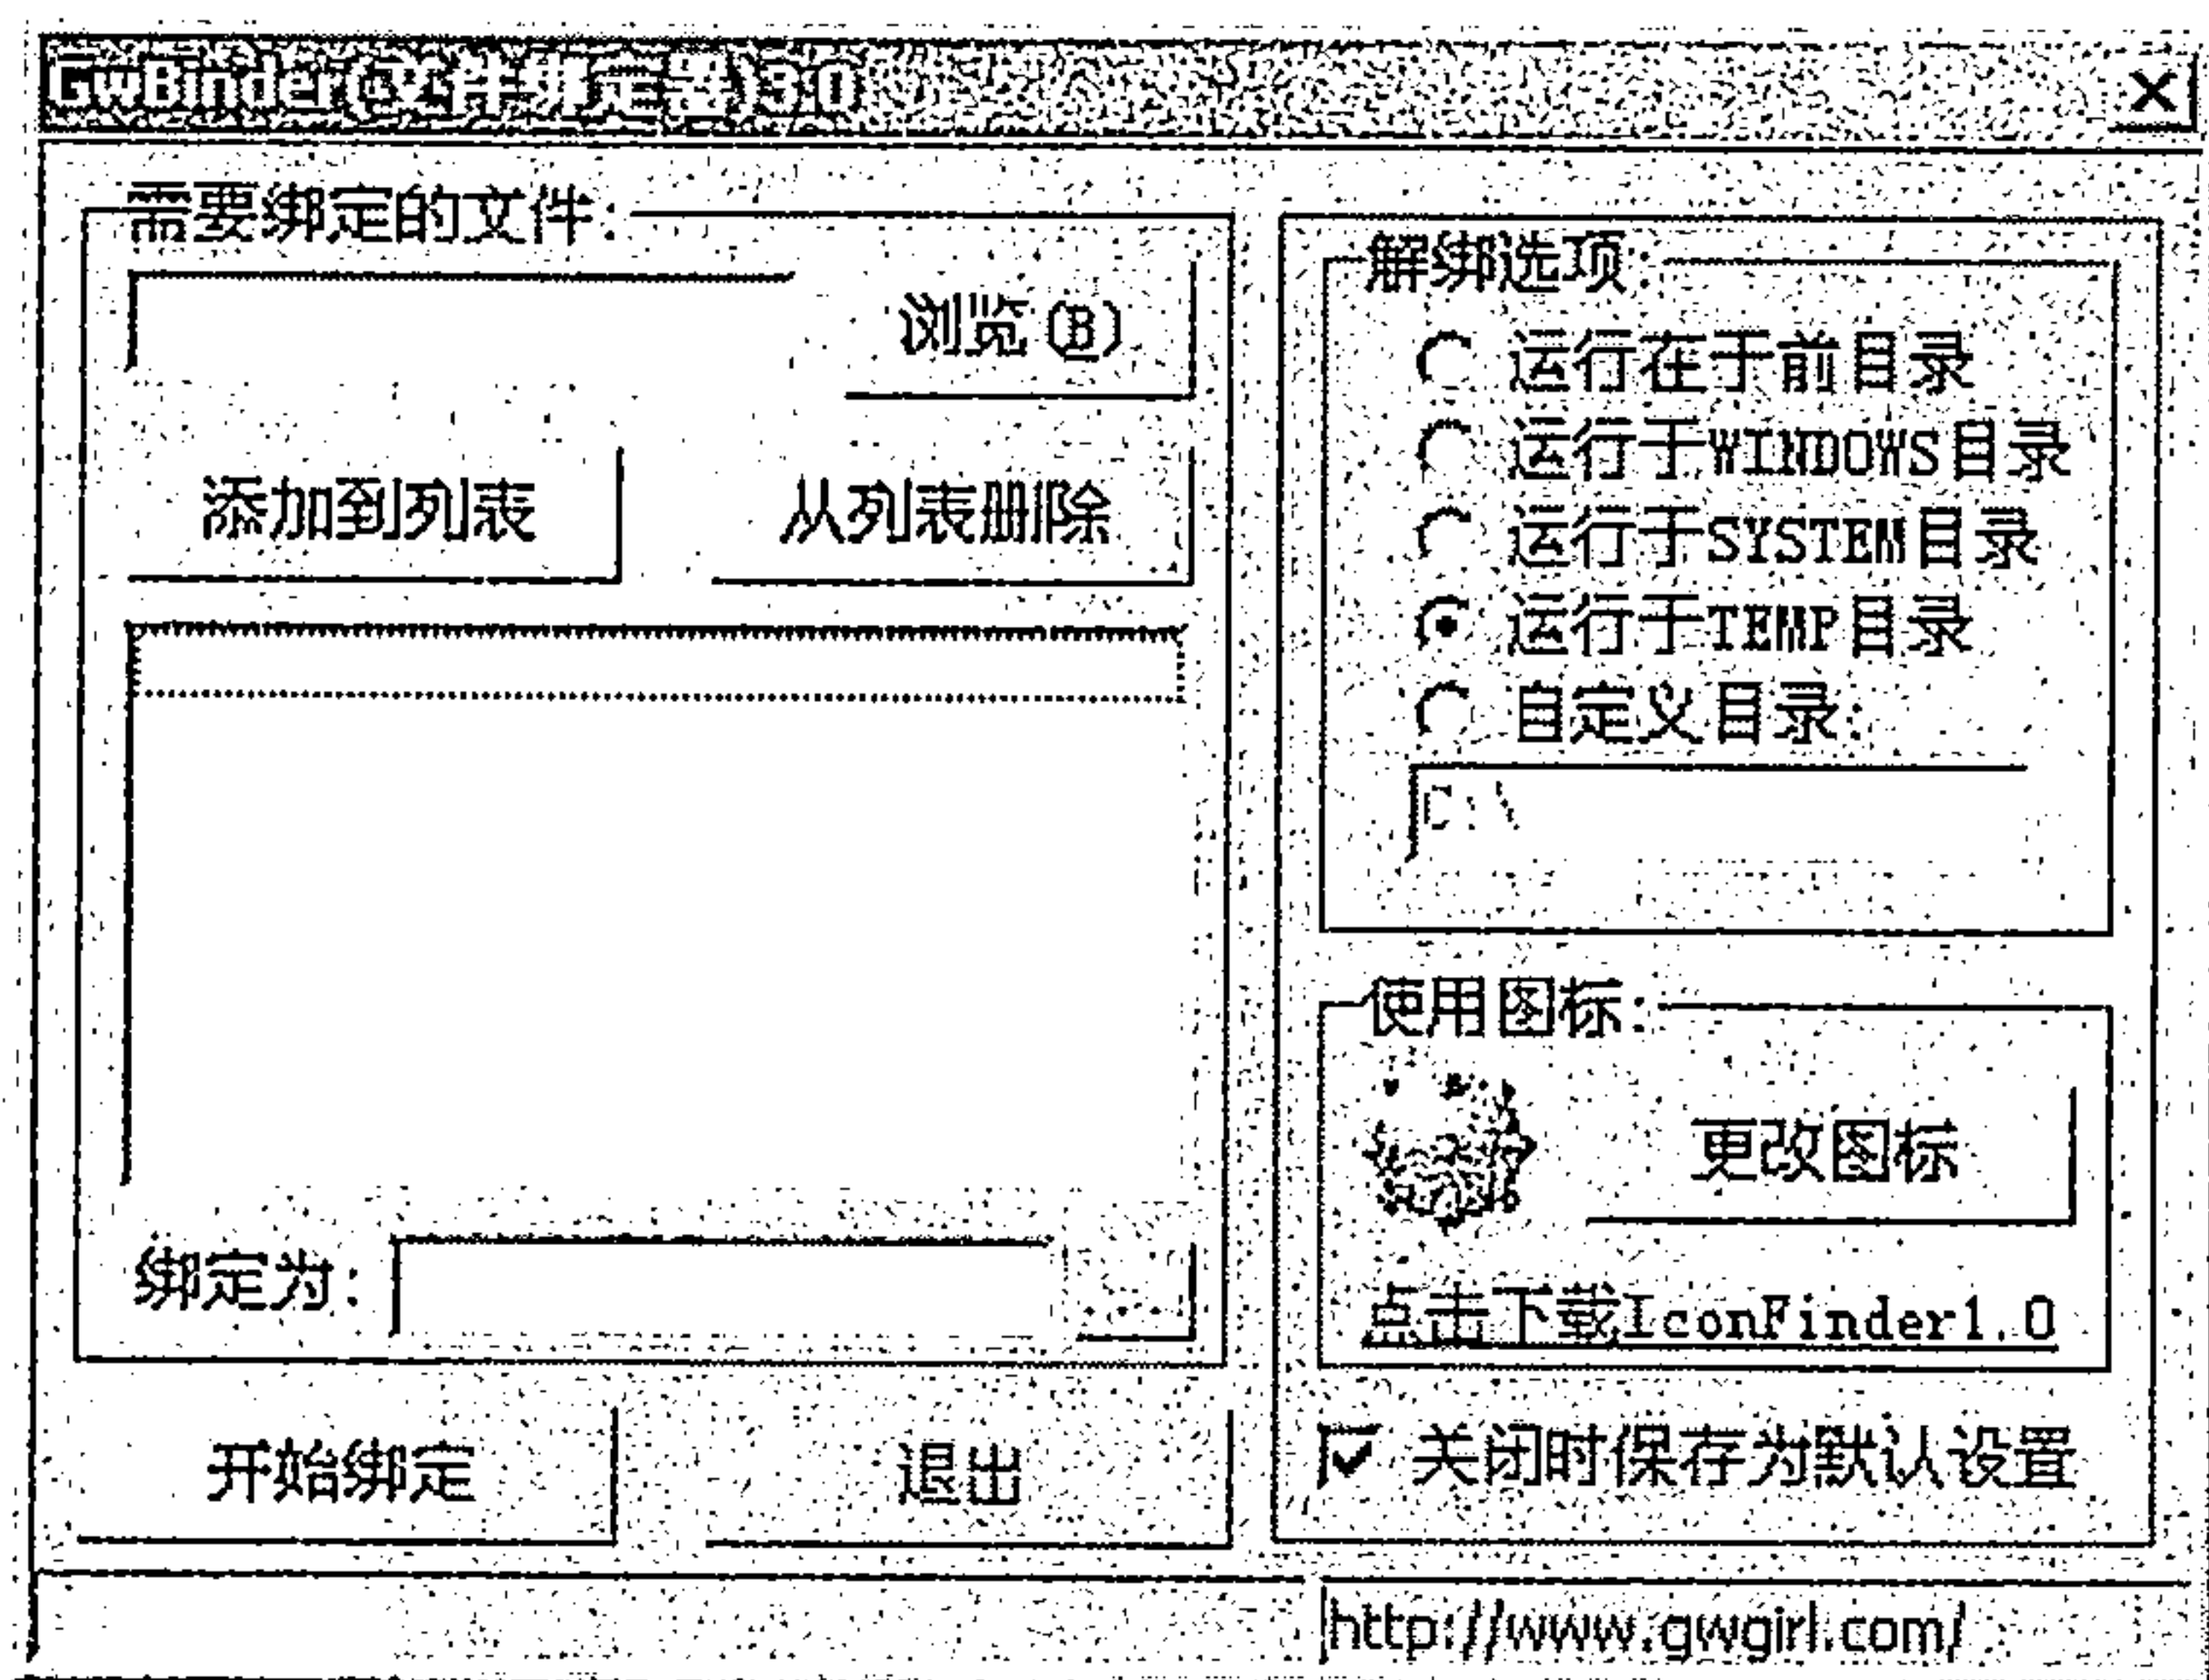 GwBinder(文件绑定器)3.0
需要绑定的文件:
浏览(B)
添加到列表
从列表删除
绑定为:
...
开始绑定
退出
解绑选项:
运行在于前目录
运行于WINDOWS目录
运行于SYSTEM目录
运行于TEMP目录
自定义目录:
C:\
使用图标:
更改图标
点击下载IconFinder1.0
关闭时保存为默认设置
http://www.gwgirl.com/